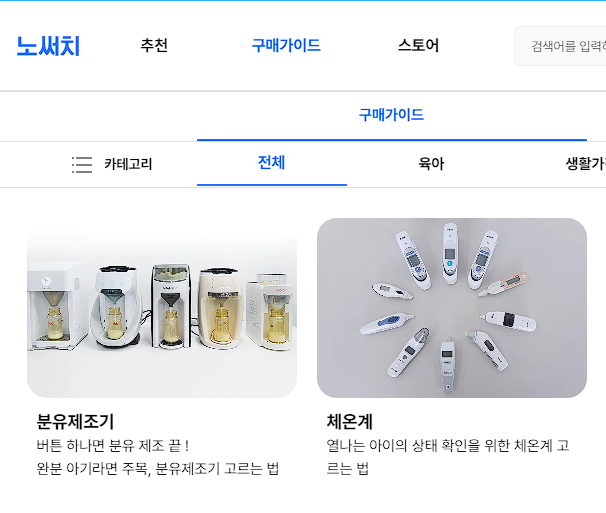 노써치
추천
구매가이드
스토어
검색어를 입력하
구매가이드
카테고리
전체
육아
생활가
분유제조기
버튼 하나면 분유 제조 끝 !
완분 아기라면 주목, 분유제조기 고르는 법
체온계
열나는 아이의 상태 확인을 위한 체온계 고
르는 법